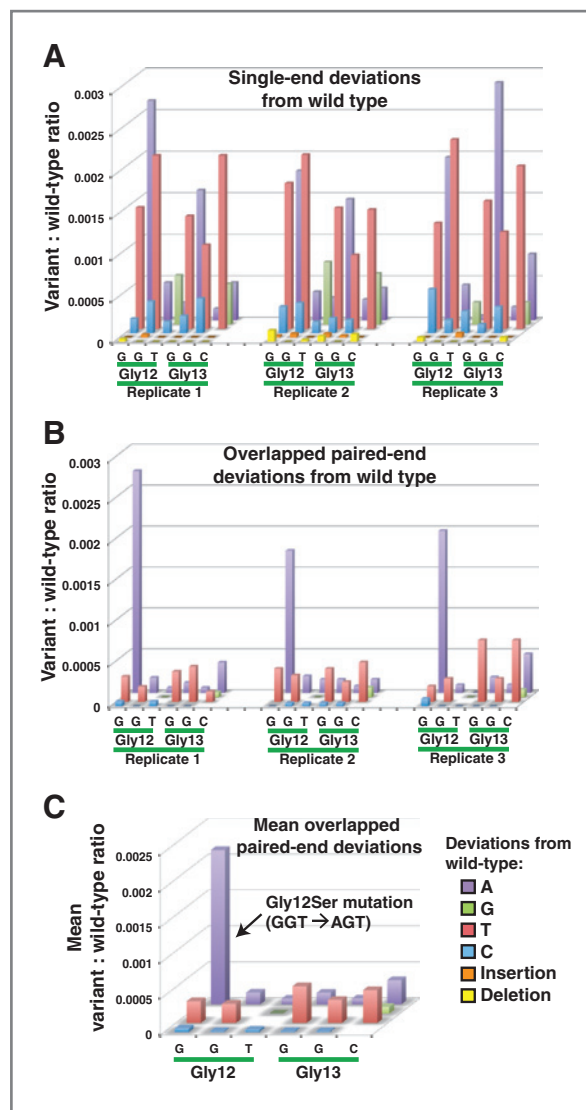 A
Single-end deviations
from wild type
Variant : wild-type ratio
0.003
0.0025
0.002
0.0015
0.001
0.0005
0
G G T G G C
Gly12 Gly13
Replicate 1
G G T G G C
Gly12 Gly13
Replicate 2
G G T G G C
Gly12 Gly13
Replicate 3
B
Overlapped paired-end
deviations from wild type
Variant : wild-type ratio
0.003
0.0025
0.002
0.0015
0.001
0.0005
0
G G T G G C
Gly12 Gly13
Replicate 1
G G T G G C
Gly12 Gly13
Replicate 2
G G T G G C
Gly12 Gly13
Replicate 3
C
Mean overlapped
paired-end deviations
Mean
variant : wild-type ratio
0.0025
0.002
0.0015
0.001
0.0005
0
Gly12Ser mutation
(GGT → AGT)
G G T G G C
Gly12 Gly13
Deviations from
wild-type:
A
G
T
C
Insertion
Deletion